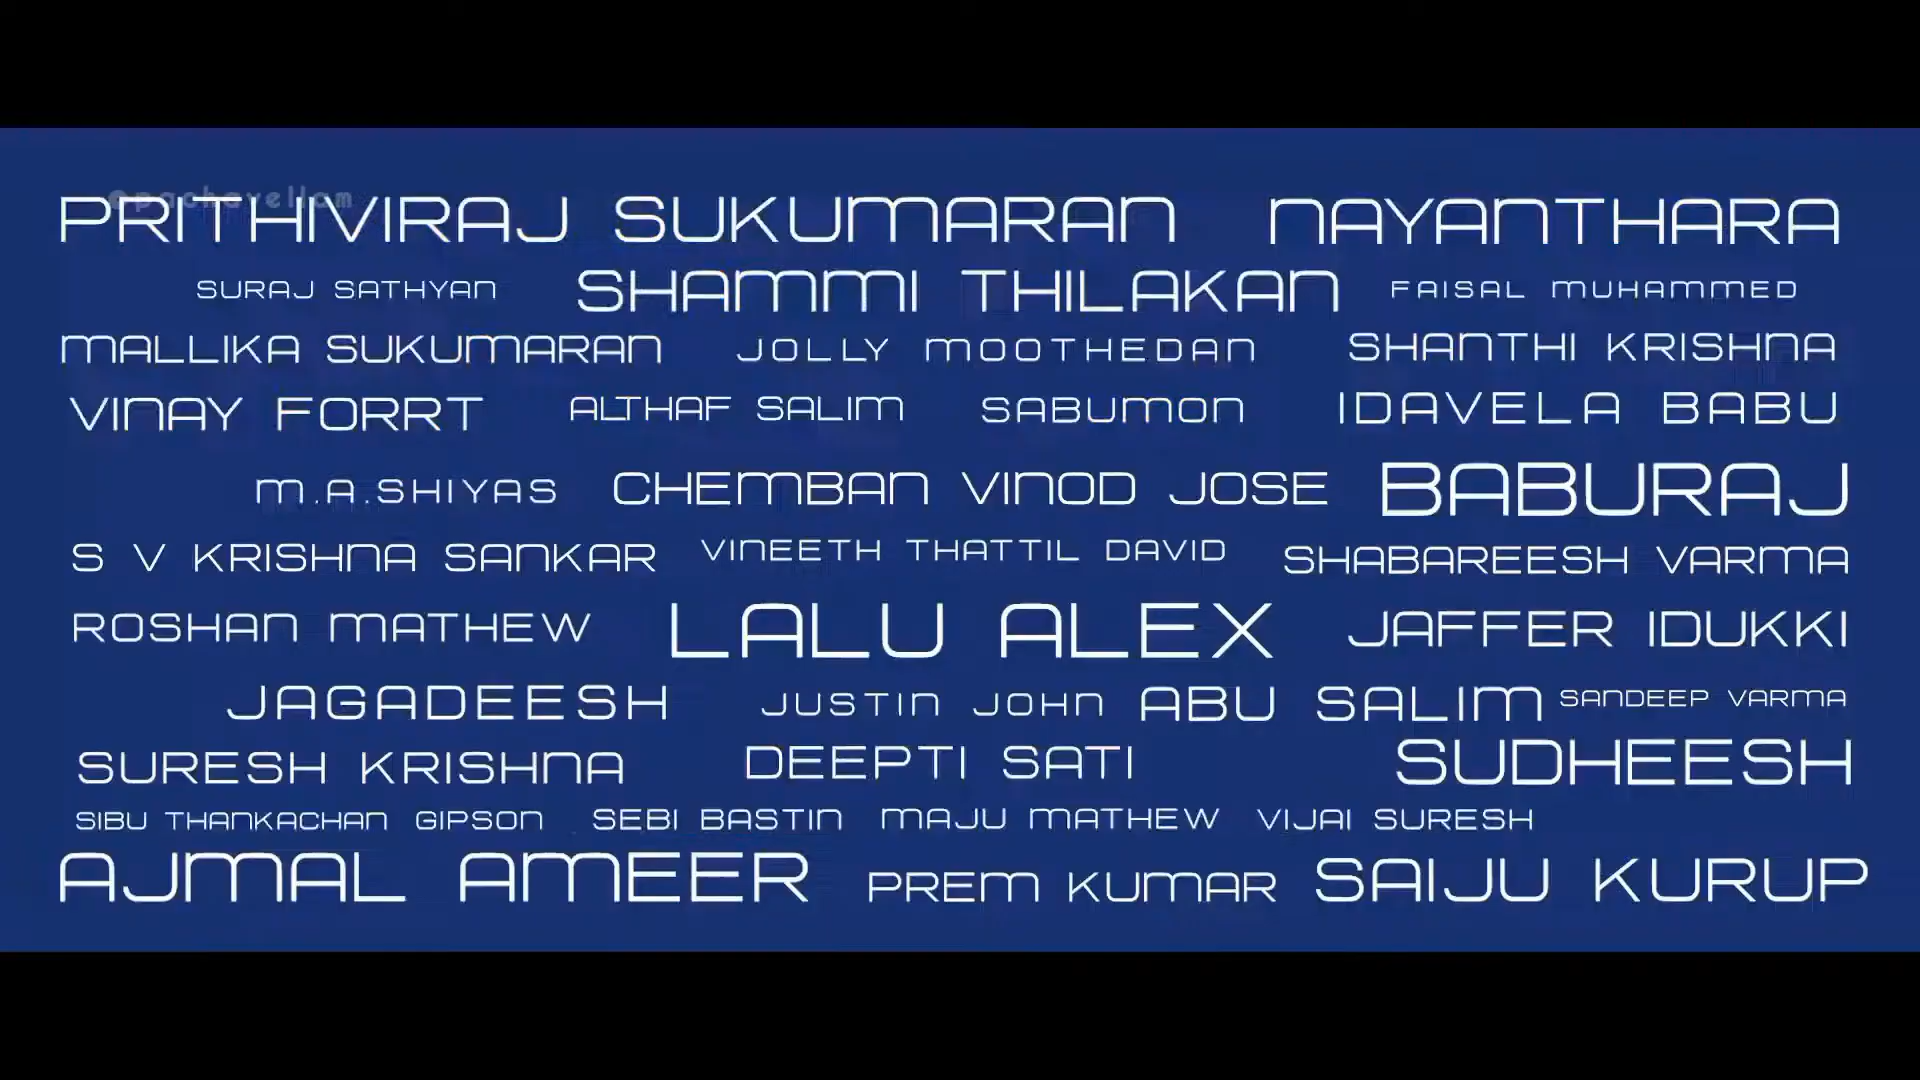 @pachavellam
PRITHIVIRAJ SUKUMARAN NAYANTHARA
SURAJ SATHYAN SHAMMI THILAKAN FAISAL MUHAMMED
MALLIKA SUKUMARAN JOLLY MOOTHEDAN SHANTHI KRISHNA
VINAY FORRT ALTHAF SALIM SABUMON IDAVELA BABU
M.A.SHIYAS CHEMBAN VINOD JOSE BABURAJ
S V KRISHNA SANKAR VINEETH THATTIL DAVID SHABAREESH VARMA
ROSHAN MATHEW LALU ALEX JAFFER IDUKKI
JAGADEESH JUSTIN JOHN ABU SALIM SANDEEP VARMA
SURESH KRISHNA DEEPTI SATI SUDHEESH
SIBU THANKACHAN GIPSON SEBI BASTIN MAJU MATHEW VIJAI SURESH
AJMAL AMEER PREM KUMAR SAIJU KURUP